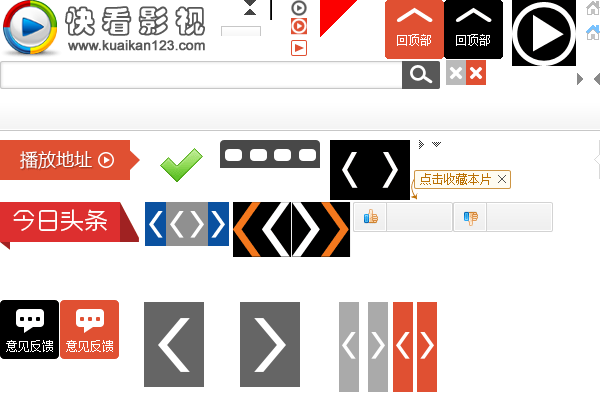 快看影视
www.kuaikan123.com
回顶部
回顶部
播放地址
点击收藏本片
今日头条
意见反馈
意见反馈